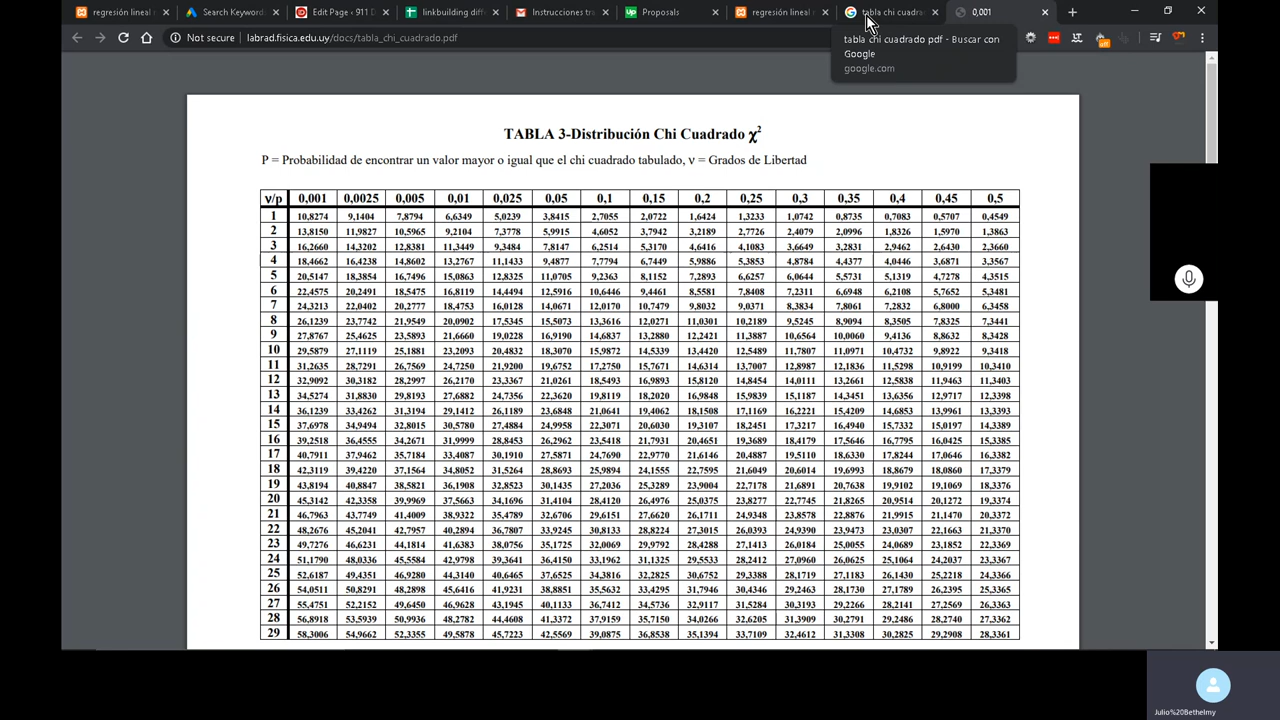 regresión lineal m
Search Keyword
Edit Page - 911 D
linkbuilding diffe
Instrucciones tra
Proposals
regresión lineal m
tabla chi cuadrad
0,001
Not secure
labrad.fisica.edu.uy/docs/tabla_chi_cuadrado.pdf
off
tabla chi cuadrado pdf - Buscar con
Google
google.com
TABLA 3-Distribución Chi Cuadrado χ²
P = Probabilidad de encontrar un valor mayor o igual que el chi cuadrado tabulado, ν = Grados de Libertad
ν/p 0,001 0,0025 0,005 0,01 0,025 0,05 0,1 0,15 0,2 0,25 0,3 0,35 0,4 0,45 0,5
1 10,8274 9,1404 7,8794 6,6349 5,0239 3,8415 2,7055 2,0722 1,6424 1,3233 1,0742 0,8735 0,7083 0,5707 0,4549
2 13,8150 11,9827 10,5965 9,2104 7,3778 5,9915 4,6052 3,7942 3,2189 2,7726 2,4079 2,0996 1,8326 1,5970 1,3863
3 16,2660 14,3202 12,8381 11,3449 9,3484 7,8147 6,2514 5,3170 4,6416 4,1083 3,6649 3,2831 2,9462 2,6430 2,3660
4 18,4662 16,4238 14,8602 13,2767 11,1433 9,4877 7,7794 6,7449 5,9886 5,3853 4,8784 4,4377 4,0446 3,6871 3,3567
5 20,5147 18,3854 16,7496 15,0863 12,8325 11,0705 9,2363 8,1152 7,2893 6,6257 6,0644 5,5731 5,1319 4,7278 4,3515
6 22,4575 20,2491 18,5475 16,8119 14,4494 12,5916 10,6446 9,4461 8,5581 7,8408 7,2311 6,6948 6,2108 5,7652 5,3481
7 24,3213 22,0402 20,2777 18,4753 16,0128 14,0671 12,0170 10,7479 9,8032 9,0371 8,3834 7,8061 7,2832 6,8000 6,3458
8 26,1239 23,7742 21,9549 20,0902 17,5345 15,5073 13,3616 12,0271 11,0301 10,2189 9,5245 8,9094 8,3505 7,8325 7,3441
9 27,8767 25,4625 23,5893 21,6660 19,0228 16,9190 14,6837 13,2880 12,2421 11,3887 10,6564 10,0060 9,4136 8,8632 8,3428
10 29,5879 27,1119 25,1881 23,2093 20,4832 18,3070 15,9872 14,5339 13,4420 12,5489 11,7807 11,0971 10,4732 9,8922 9,3418
11 31,2635 28,7291 26,7569 24,7250 21,9200 19,6752 17,2750 15,7671 14,6314 13,7007 12,8987 12,1836 11,5298 10,9199 10,3410
12 32,9092 30,3182 28,2997 26,2170 23,3367 21,0261 18,5493 16,9893 15,8120 14,8454 14,0111 13,2661 12,5838 11,9463 11,3403
13 34,5274 31,8830 29,8193 27,6882 24,7356 22,3620 19,8119 18,2020 16,9848 15,9839 15,1187 14,3451 13,6356 12,9717 12,3398
14 36,1239 33,4262 31,3194 29,1412 26,1189 23,6848 21,0641 19,4062 18,1508 17,1169 16,2221 15,4209 14,6853 13,9961 13,3393
15 37,6978 34,9494 32,8015 30,5780 27,4884 24,9958 22,3071 20,6030 19,3107 18,2451 17,3217 16,4940 15,7332 15,0197 14,3389
16 39,2518 36,4555 34,2671 31,9999 28,8453 26,2962 23,5418 21,7931 20,4651 19,3689 18,4179 17,5646 16,7795 16,0425 15,3385
17 40,7911 37,9462 35,7184 33,4087 30,1910 27,5871 24,7690 22,9770 21,6146 20,4887 19,5110 18,6330 17,8244 17,0646 16,3382
18 42,3119 39,4220 37,1564 34,8052 31,5264 28,8693 25,9894 24,1555 22,7595 21,6049 20,6014 19,6993 18,8679 18,0860 17,3379
19 43,8194 40,8847 38,5821 36,1908 32,8523 30,1435 27,2036 25,3289 23,9004 22,7178 21,6891 20,7638 19,9102 19,1069 18,3376
20 45,3142 42,3358 39,9969 37,5663 34,1696 31,4104 28,4120 26,4976 25,0375 23,8277 22,7745 21,8265 20,9514 20,1272 19,3374
21 46,7963 43,7749 41,4009 38,9322 35,4789 32,6706 29,6151 27,6620 26,1711 24,9348 23,8578 22,8876 21,9915 21,1470 20,3372
22 48,2676 45,2041 42,7957 40,2894 36,7807 33,9245 30,8133 28,8224 27,3015 26,0393 24,9390 23,9473 23,0307 22,1663 21,3370
23 49,7276 46,6231 44,1814 41,6383 38,0756 35,1725 32,0069 29,9792 28,4288 27,1413 26,0184 25,0055 24,0689 23,1852 22,3369
24 51,1790 48,0336 45,5584 42,9798 39,3641 36,4150 33,1962 31,1325 29,5533 28,2412 27,0960 26,0625 25,1064 24,2037 23,3367
25 52,6187 49,4351 46,9280 44,3140 40,6465 37,6525 34,3816 32,2825 30,6752 29,3388 28,1719 27,1183 26,1430 25,2218 24,3366
26 54,0511 50,8291 48,2898 45,6416 41,9231 38,8851 35,5632 33,4295 31,7946 30,4346 29,2463 28,1730 27,1789 26,2395 25,3365
27 55,4751 52,2152 49,6450 46,9628 43,1945 40,1133 36,7412 34,5736 32,9117 31,5284 30,3193 29,2266 28,2141 27,2569 26,3363
28 56,8918 53,5939 50,9936 48,2782 44,4608 41,3372 37,9159 35,7150 34,0266 32,6205 31,3909 30,2791 29,2486 28,2740 27,3362
29 58,3006 54,9662 52,3355 49,5878 45,7223 42,5569 39,0875 36,8538 35,1394 33,7109 32,4612 31,3308 30,2825 29,2908 28,3361
Julio%20Bethelmy